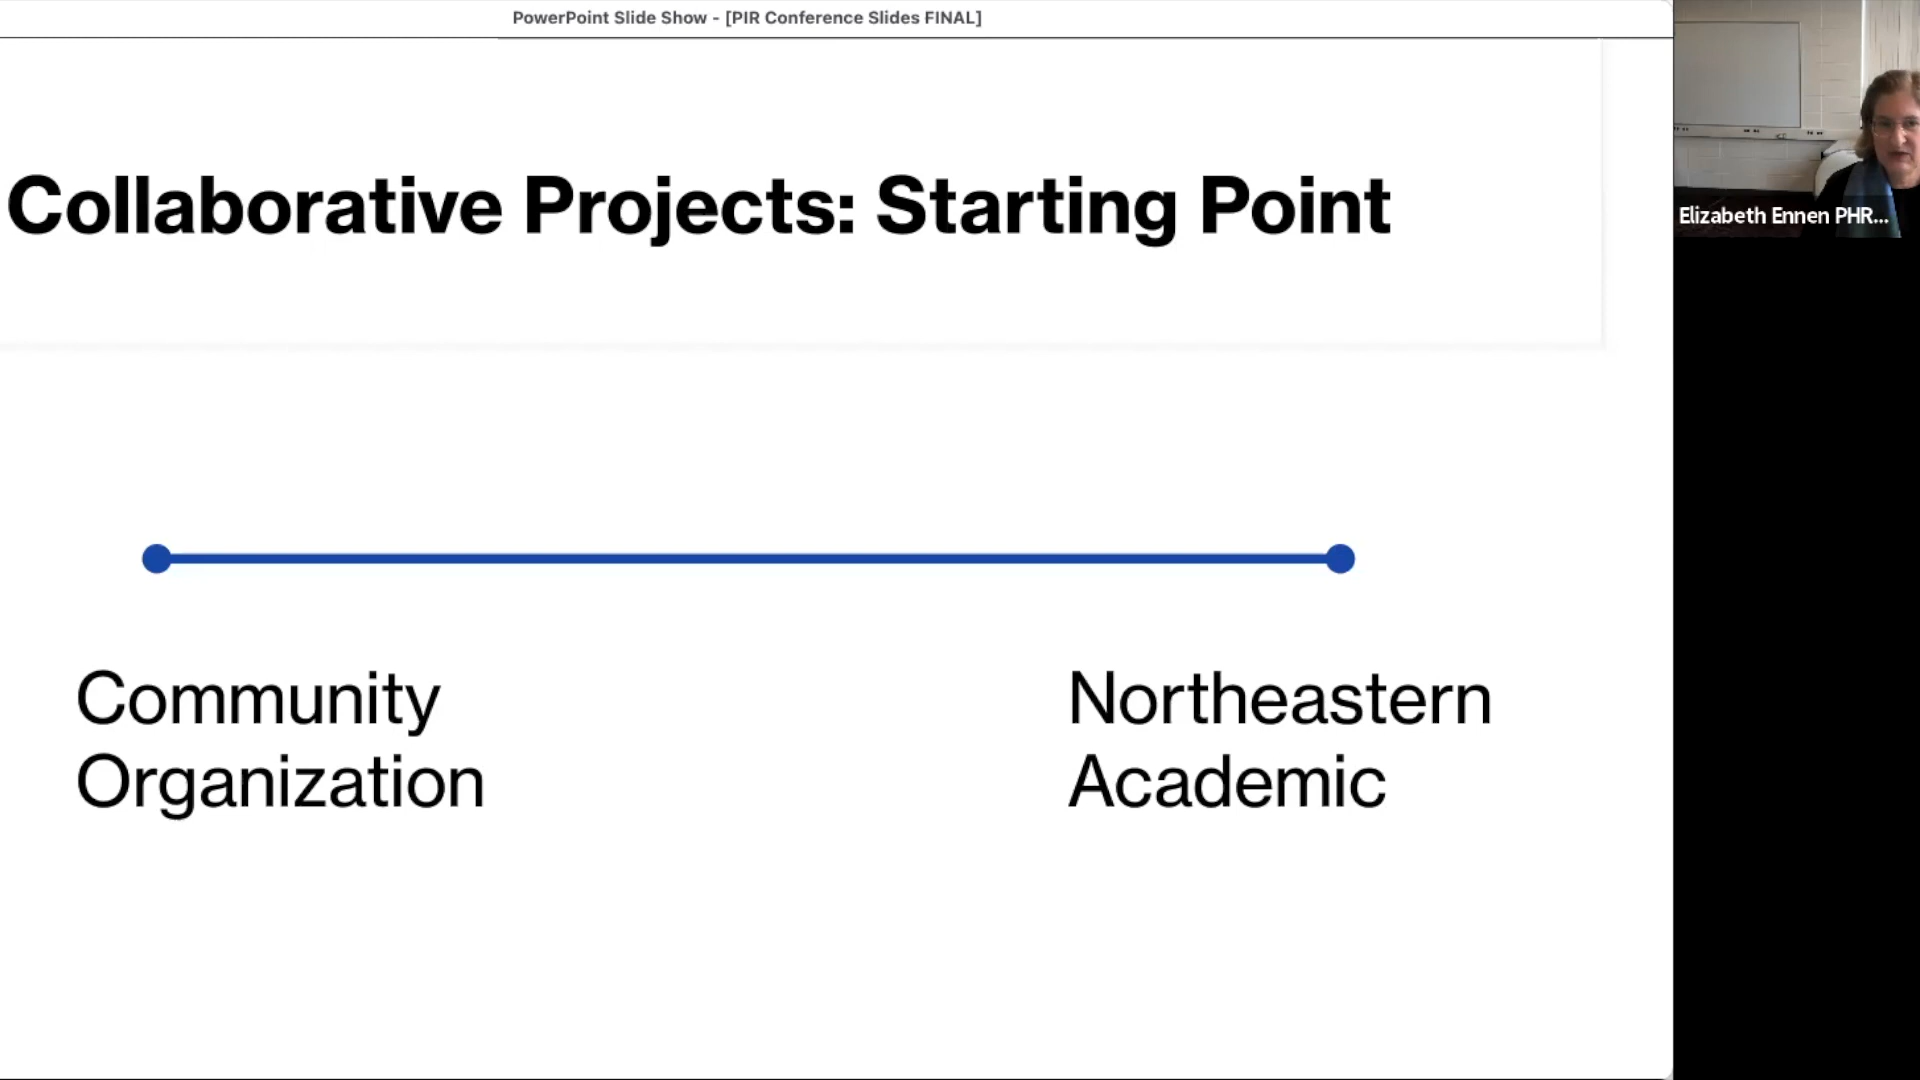 PowerPoint Slide Show - [PIR Conference Slides FINAL]
Collaborative Projects: Starting Point
Elizabeth Ennen PHR...
Community
Organization
Northeastern
Academic